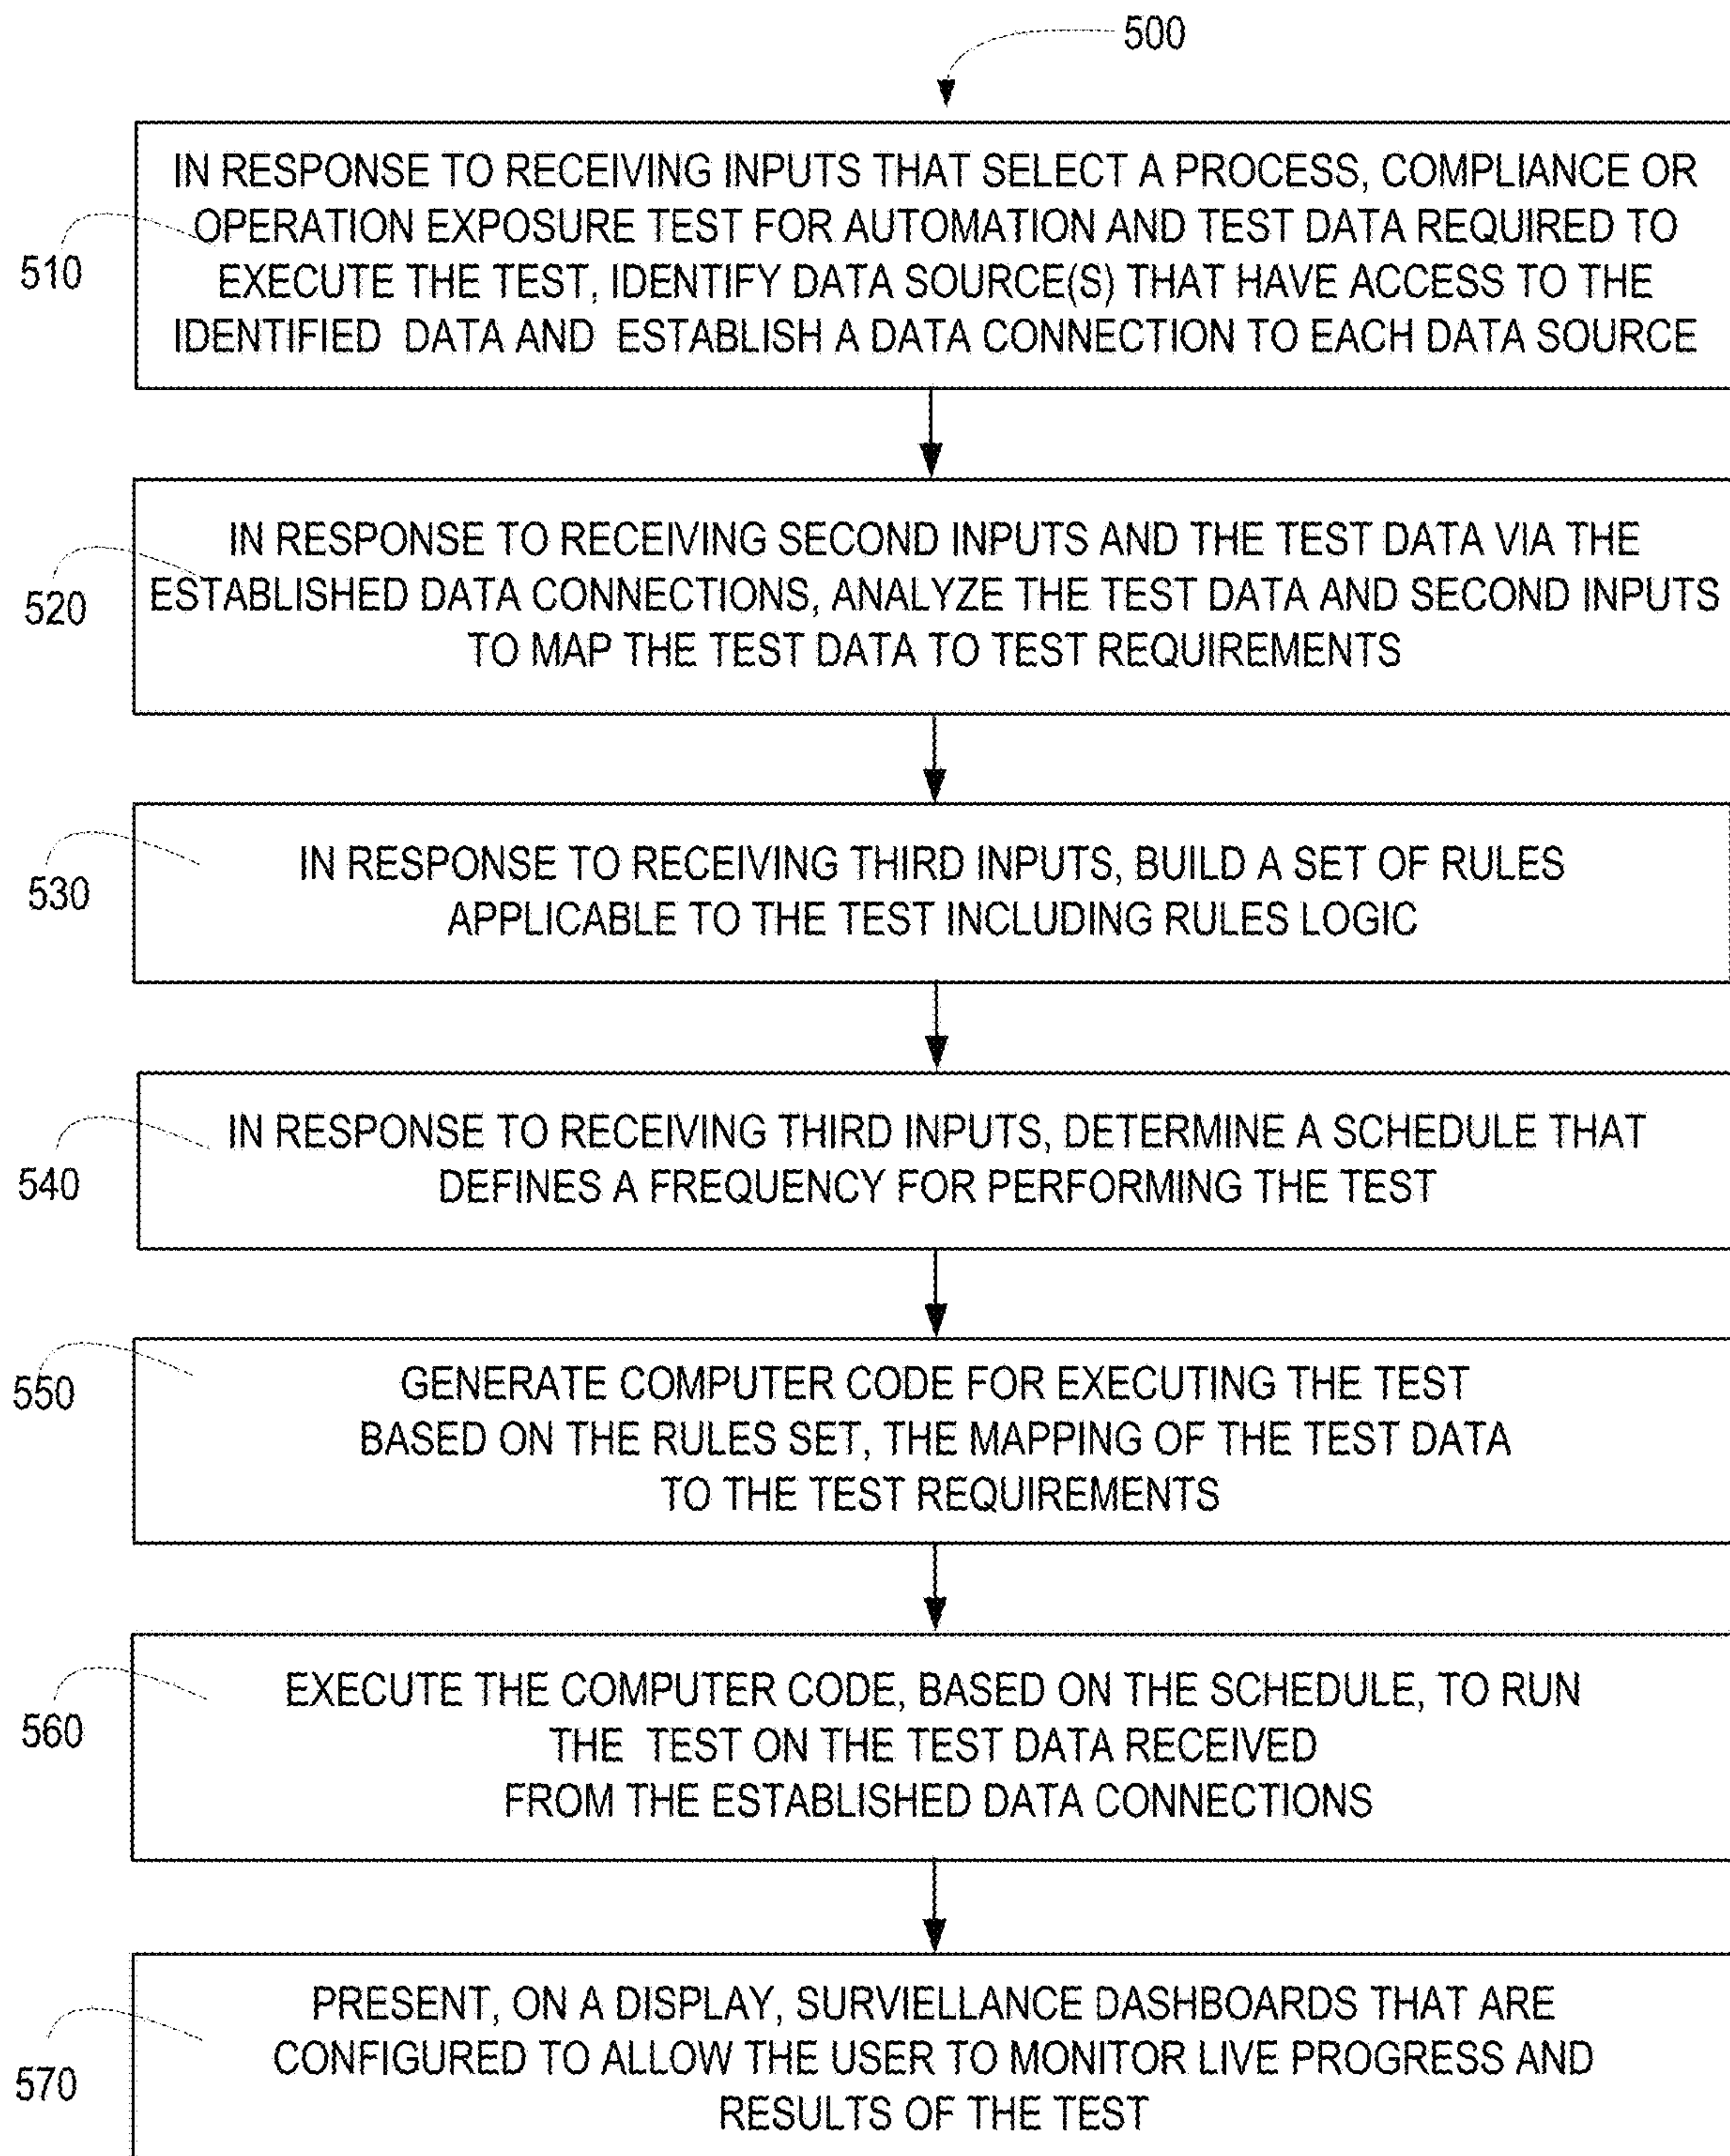 500
IN RESPONSE TO RECEIVING INPUTS THAT SELECT A PROCESS, COMPLIANCE OR
OPERATION EXPOSURE TEST FOR AUTOMATION AND TEST DATA REQUIRED TO
EXECUTE THE TEST, IDENTIFY DATA SOURCE(S) THAT HAVE ACCESS TO THE
IDENTIFIED DATA AND ESTABLISH A DATA CONNECTION TO EACH DATA SOURCE
510
IN RESPONSE TO RECEIVING SECOND INPUTS AND THE TEST DATA VIA THE
ESTABLISHED DATA CONNECTIONS, ANALYZE THE TEST DATA AND SECOND INPUTS
TO MAP THE TEST DATA TO TEST REQUIREMENTS
520
IN RESPONSE TO RECEIVING THIRD INPUTS, BUILD A SET OF RULES
APPLICABLE TO THE TEST INCLUDING RULES LOGIC
530
IN RESPONSE TO RECEIVING THIRD INPUTS, DETERMINE A SCHEDULE THAT
DEFINES A FREQUENCY FOR PERFORMING THE TEST
540
GENERATE COMPUTER CODE FOR EXECUTING THE TEST
BASED ON THE RULES SET, THE MAPPING OF THE TEST DATA
TO THE TEST REQUIREMENTS
550
EXECUTE THE COMPUTER CODE, BASED ON THE SCHEDULE, TO RUN
THE TEST ON THE TEST DATA RECEIVED
FROM THE ESTABLISHED DATA CONNECTIONS
560
PRESENT, ON A DISPLAY, SURVIELLANCE DASHBOARDS THAT ARE
CONFIGURED TO ALLOW THE USER TO MONITOR LIVE PROGRESS AND
RESULTS OF THE TEST
570